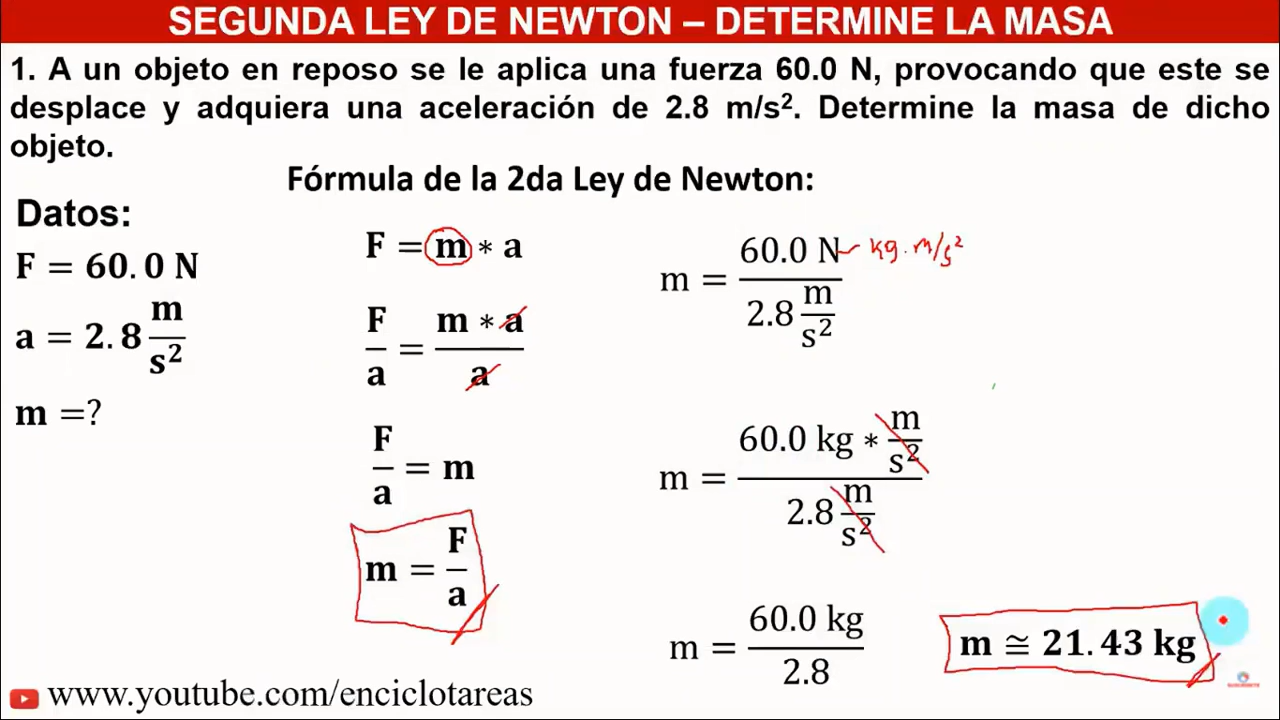 SEGUNDA LEY DE NEWTON – DETERMINE LA MASA
1. A un objeto en reposo se le aplica una fuerza 60.0 N, provocando que este se
desplace y adquiera una aceleración de 2.8 m/s². Determine la masa de dicho
objeto.
Fórmula de la 2da Ley de Newton:
Datos:
F = 60.0 N
a = 2.8 m/s²
m =?
F = m * a
F/a = m * a/a
F/a = m
m = F/a
m = 60.0 N / 2.8 m/s²
kg.m/s²
m = 60.0 kg * m/s² / 2.8 m/s²
m = 60.0 kg / 2.8
m ≅ 21.43 kg
www.youtube.com/enciclotareas